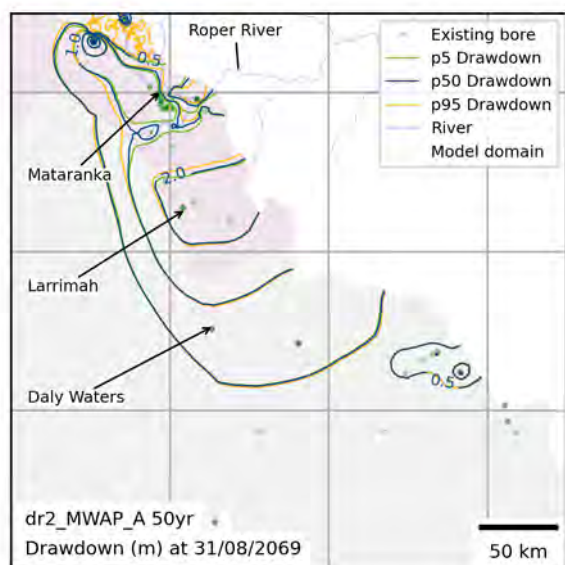 Roper River
Existing bore
p5 Drawdown
p50 Drawdown
p95 Drawdown
River
Model domain
1.0
0.5
Mataranka
2.0
Larrimah
Daly Waters
0.5
dr2_MWAP_A 50yr
Drawdown (m) at 31/08/2069
50 km